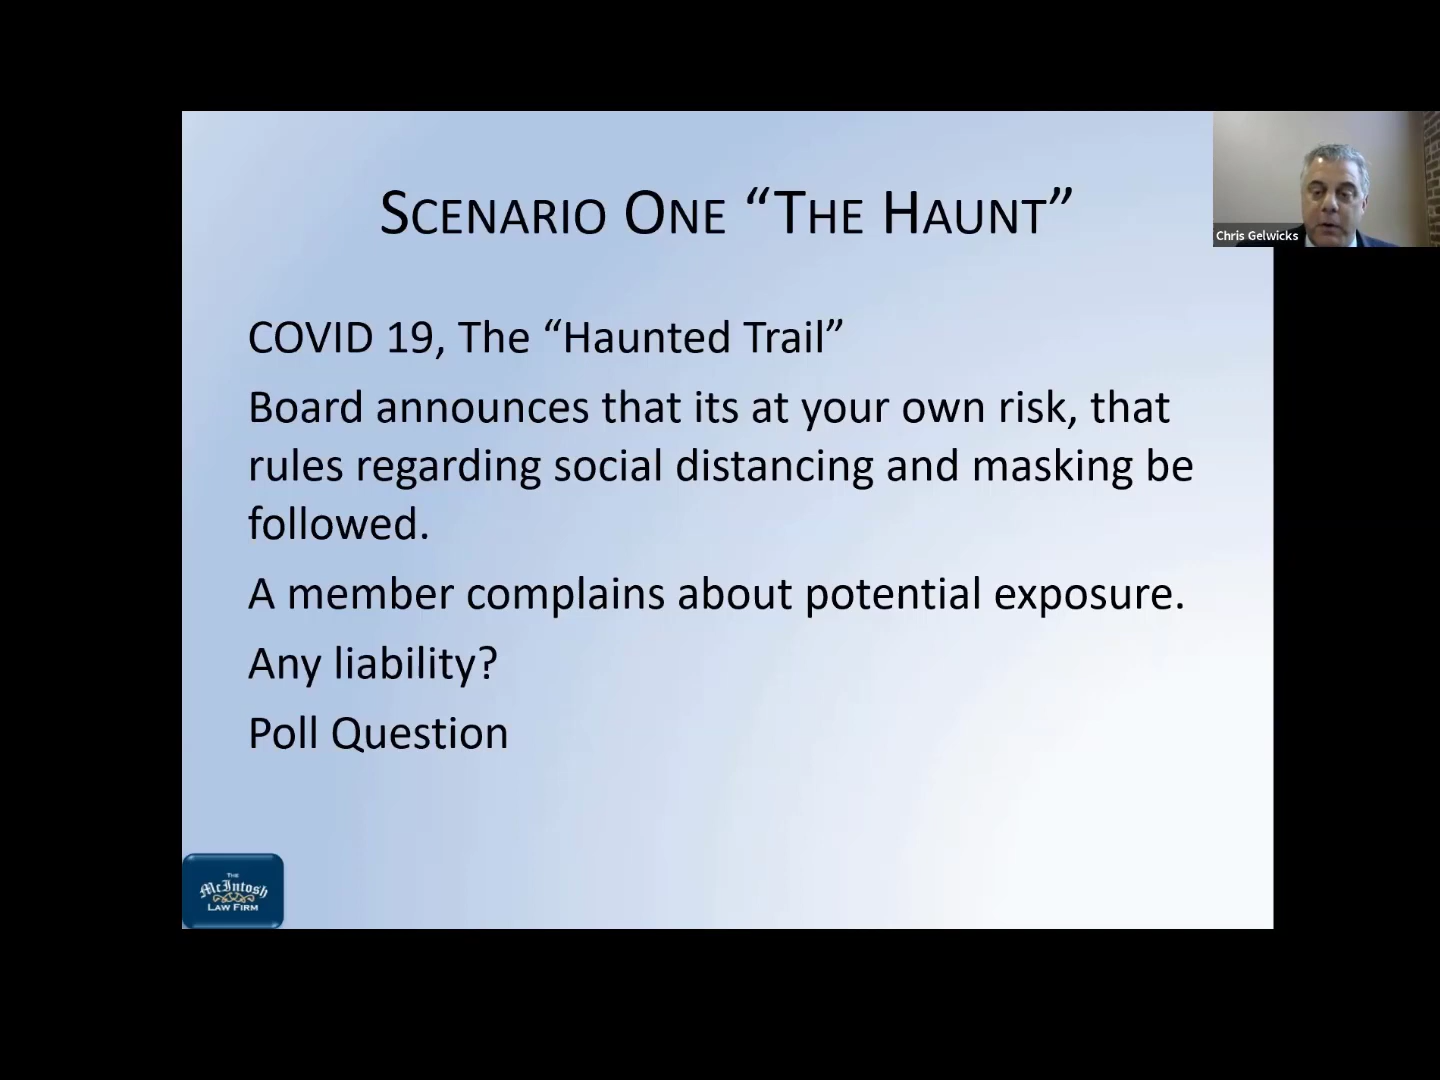 SCENARIO ONE “THE HAUNT”
Chris Gelwicks
COVID 19, The “Haunted Trail”
Board announces that its at your own risk, that
rules regarding social distancing and masking be
followed.
A member complains about potential exposure.
Any liability?
Poll Question
THE
McIntosh
LAW FIRM